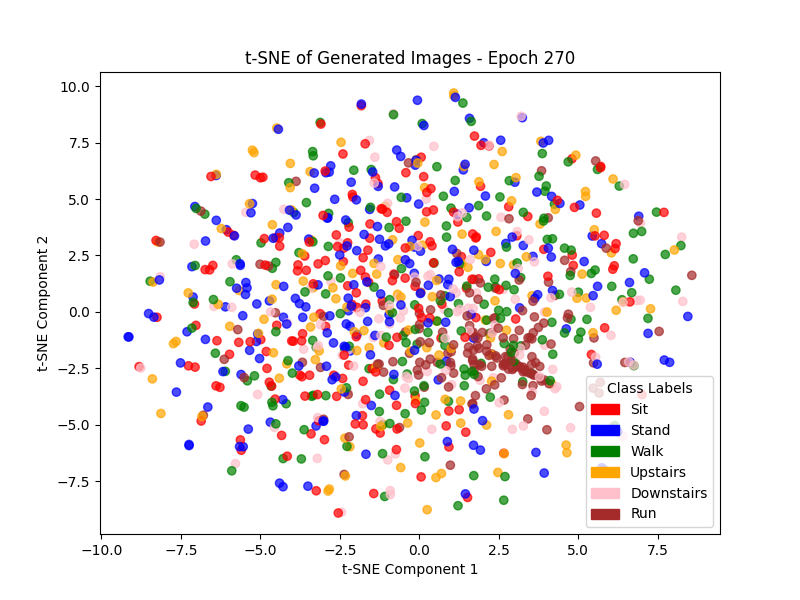 t-SNE of Generated Images - Epoch 270
t-SNE Component 2
10.0
7.5
5.0
2.5
0.0
−2.5
−5.0
−7.5
−10.0
−7.5
−5.0
−2.5
0.0
2.5
5.0
7.5
t-SNE Component 1
Class Labels
Sit
Stand
Walk
Upstairs
Downstairs
Run